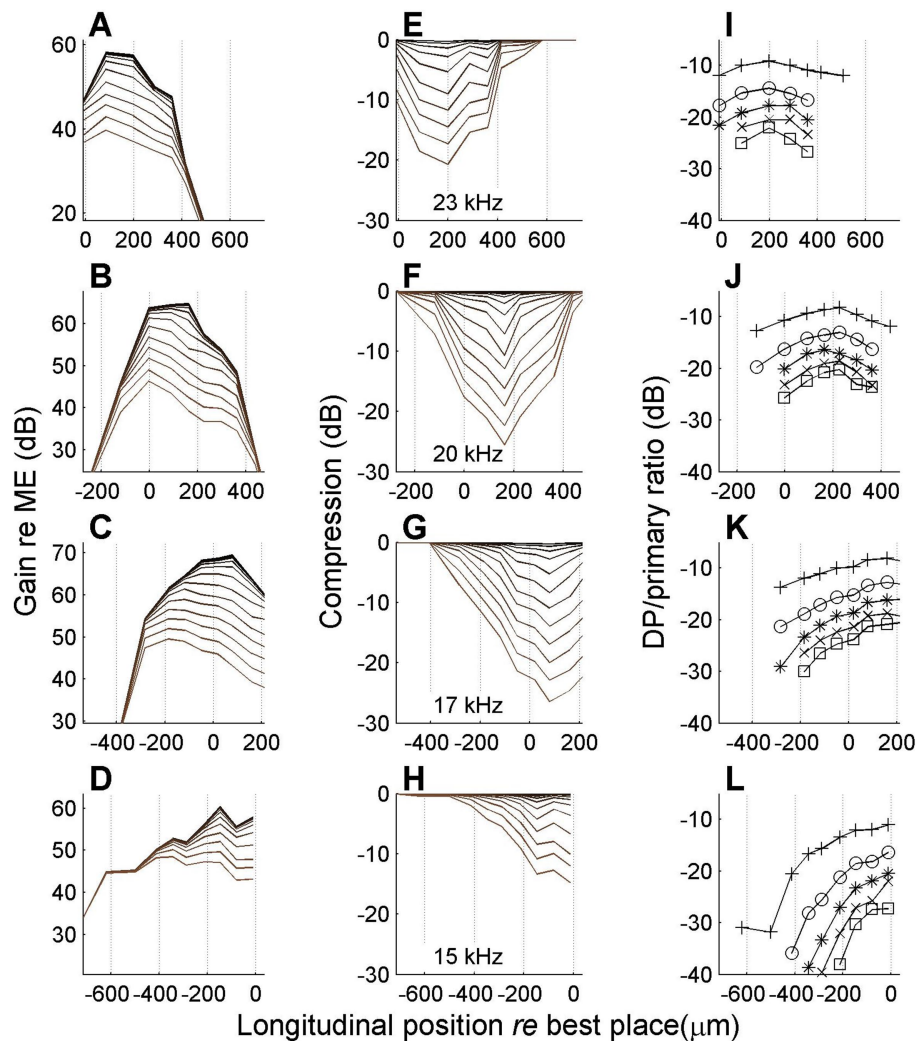 A
E
I
60
40
20
0 200 400 600
0
-10
-20
-30
0 200 400 600
23 kHz
-10
-20
-30
-40
0 200 400 600
B
F
J
60
50
40
30
-200 0 200 400
0
-10
-20
-30
-200 0 200 400
20 kHz
-10
-20
-30
-40
-200 0 200 400
C
G
K
70
60
50
40
30
-400 -200 0 200
0
-10
-20
-30
-400 -200 0 200
17 kHz
-10
-20
-30
-40
-400 -200 0 200
D
H
L
60
50
40
30
-600 -400 -200 0
0
-10
-20
-30
-600 -400 -200 0
15 kHz
-10
-20
-30
-40
-600 -400 -200 0
Gain re ME (dB)
Compression (dB)
DP/primary ratio (dB)
Longitudinal position re best place(μm)